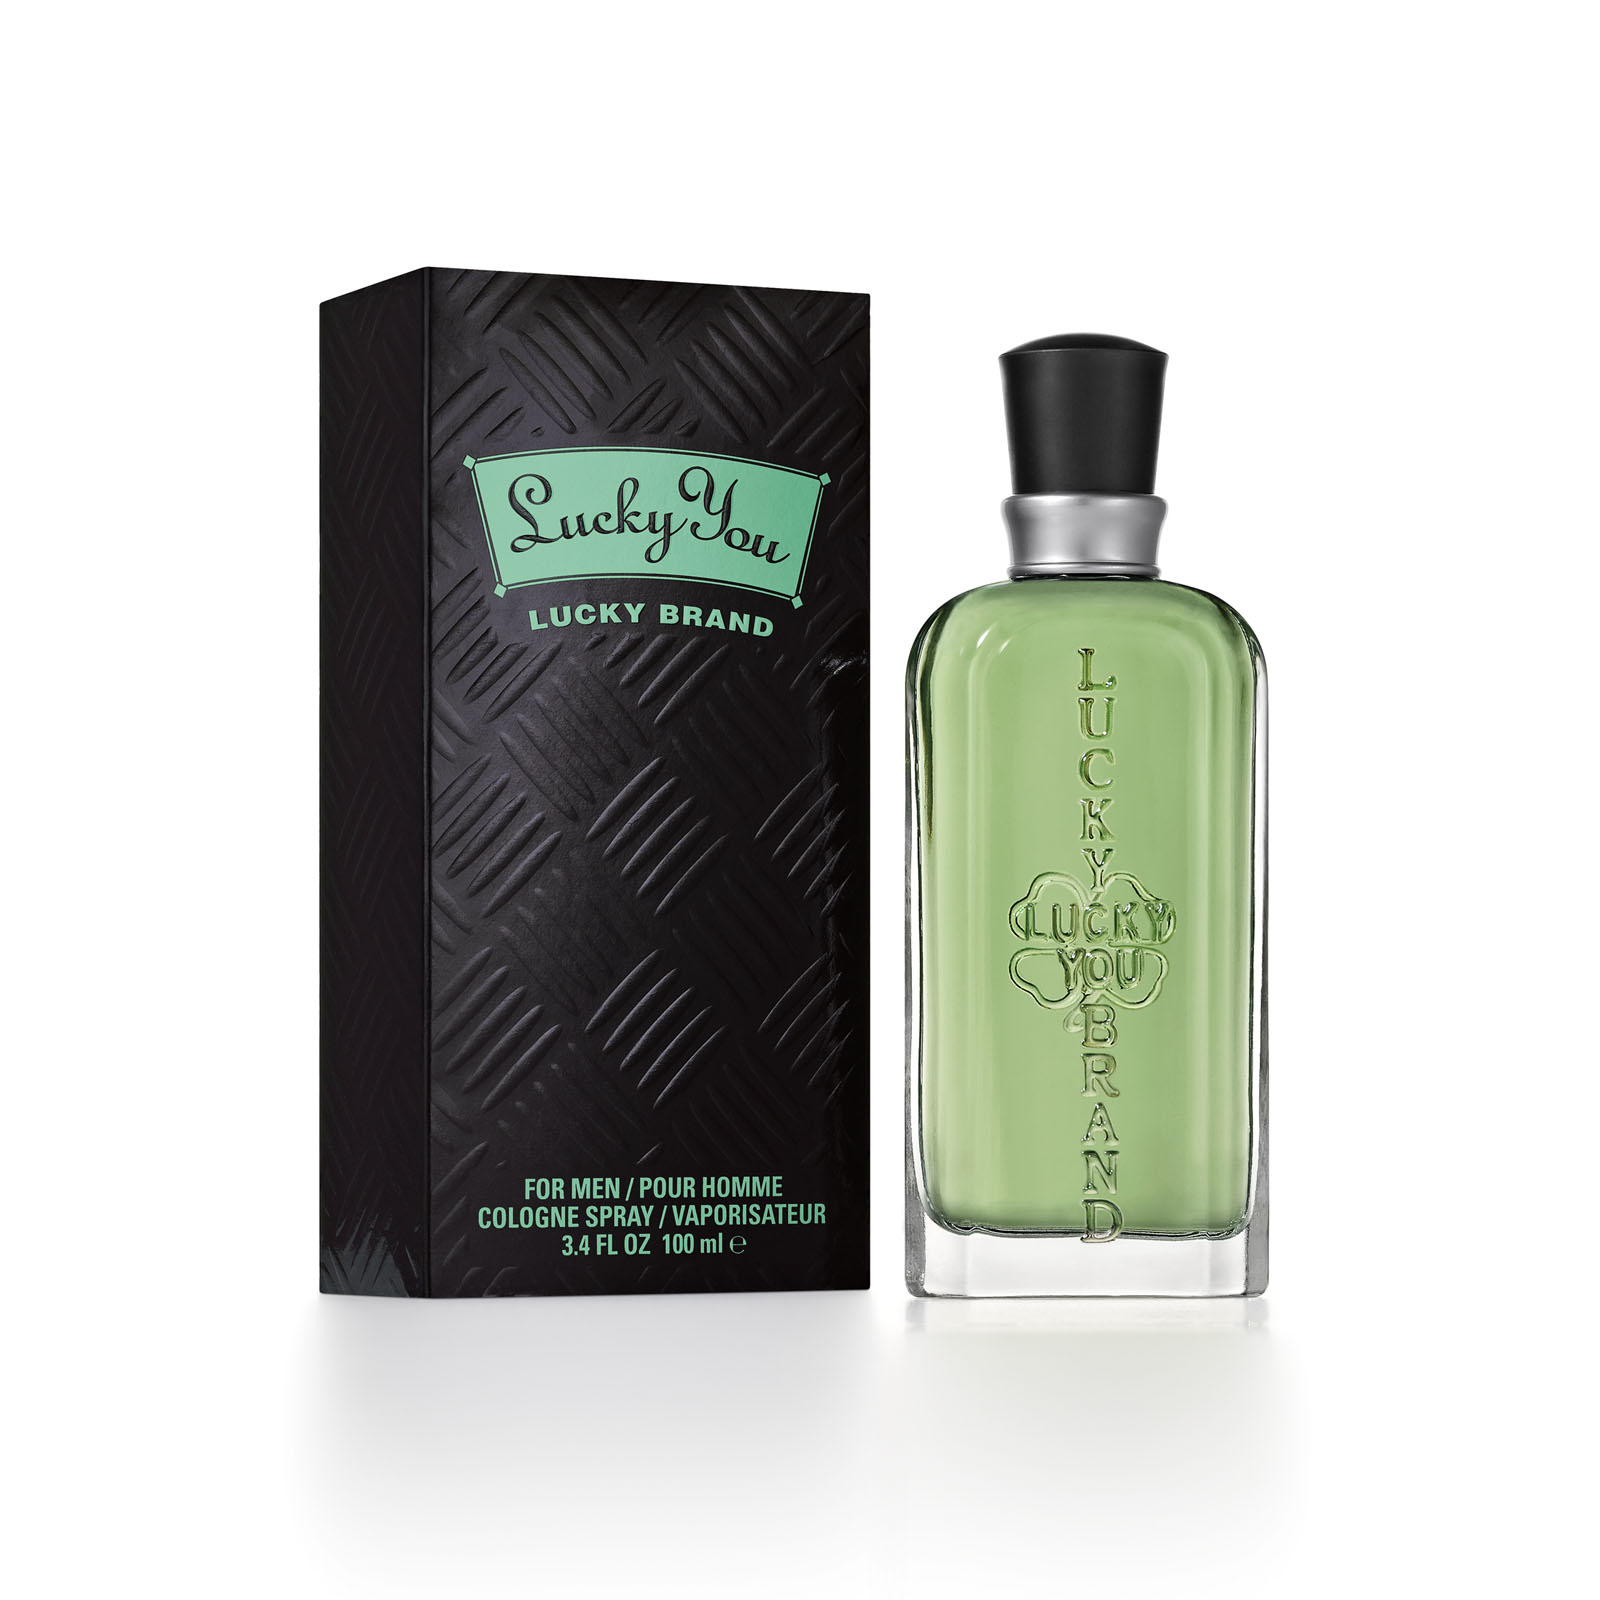 Lucky You
LUCKY BRAND
FOR MEN / POUR HOMME
COLOGNE SPRAY / VAPORISATEUR
3.4 FL OZ 100 ml ℮
LUCKY BRAND
LUCKY
YOU